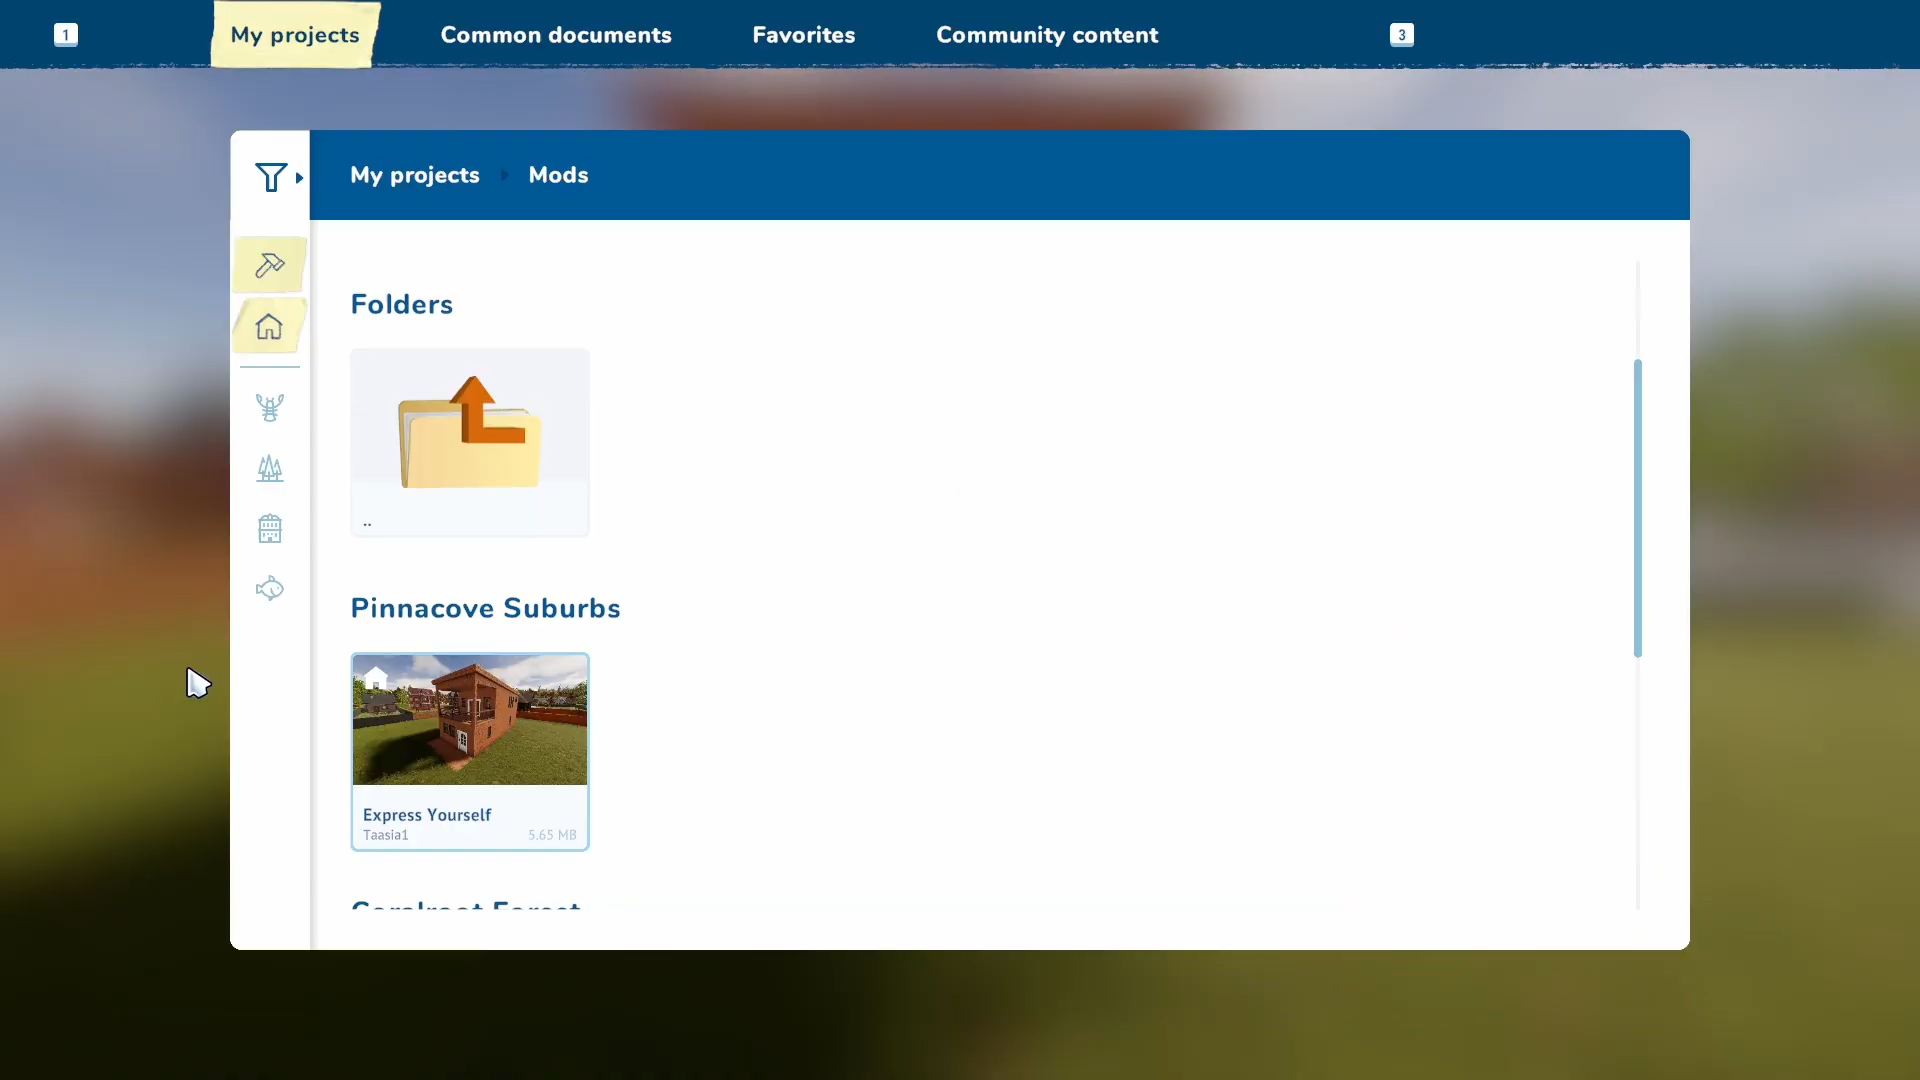 1
My projects
Common documents
Favorites
Community content
3
My projects
Mods
Folders
..
Pinnacove Suburbs
Express Yourself
Taasia1
5.65 MB